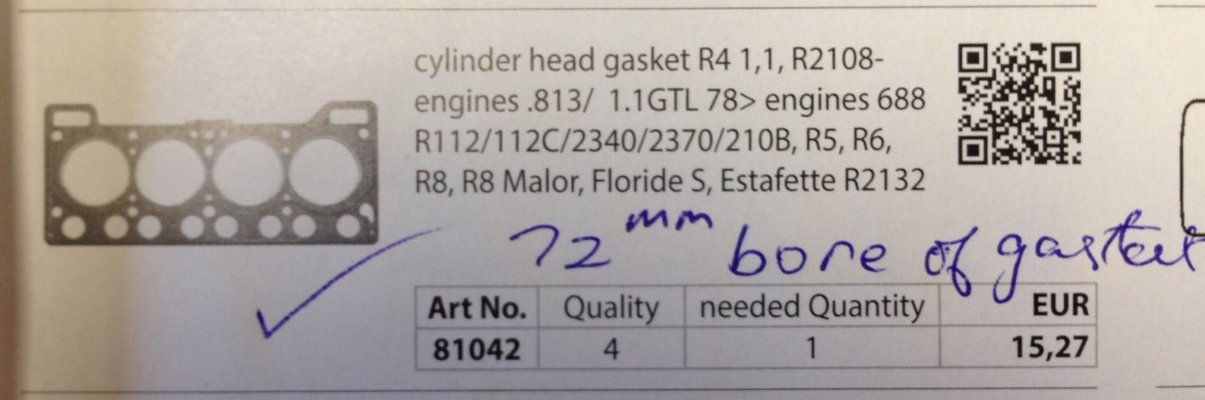 cylinder head gasket R4 1,1, R2108-
engines .813/ 1.1GTL 78> engines 688
R112/112C/2340/2370/210B, R5, R6,
R8, R8 Malor, Floride S, Estafette R2132
72 mm bore of gasket
Art No. Quality needed Quantity EUR
81042 4 1 15,27